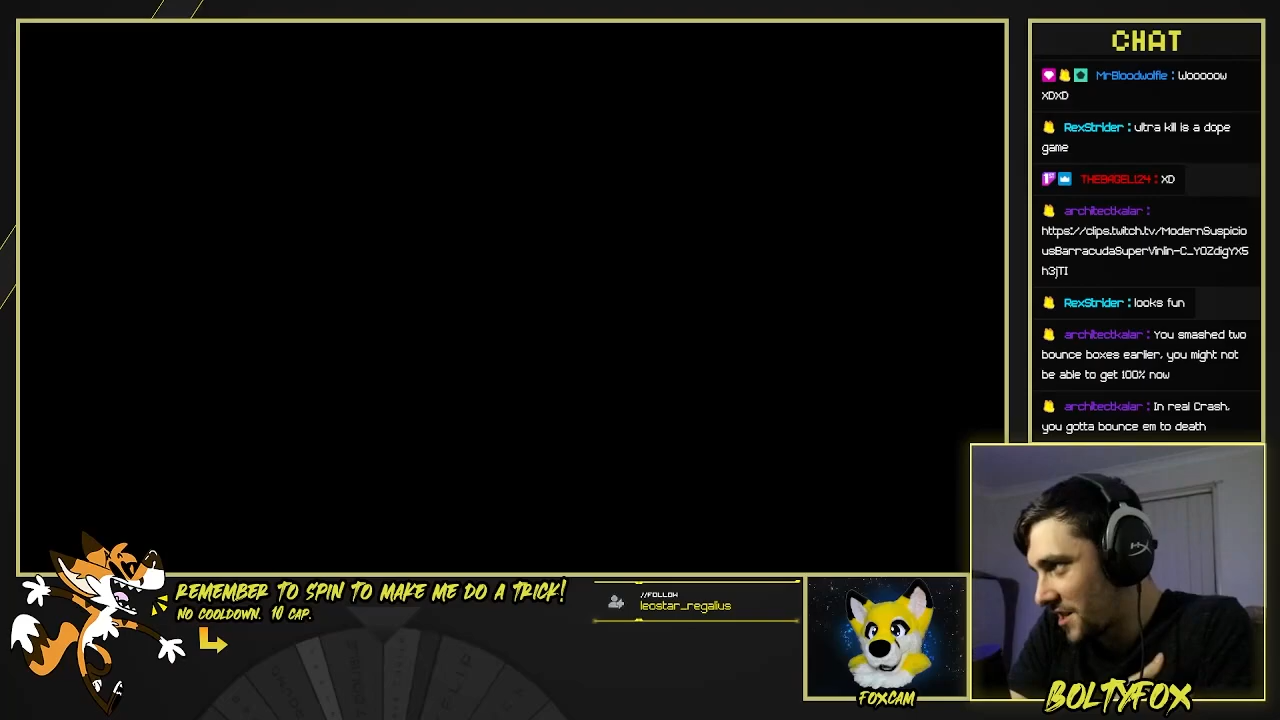 CHAT
MrBloodwolfie : Wooooow
XDXD
RexStrider : ultra kill is a dope
game
THEBAGEL124 : XD
architectkalar :
https://clips.twitch.tv/ModernSuspicio
usBarracudaSuperVinlin-C_Y0ZdigYX5
h3jTI
RexStrider : looks fun
architectkalar : You smashed two
bounce boxes earlier, you might not
be able to get 100% now
architectkalar : In real Crash,
you gotta bounce em to death
REMEMBER TO SPIN TO MAKE ME DO A TRICK!
NO COOLDOWN. 10 CAP.
//FOLLOW
leostar_regalius
FOXCAM
BOLTYFOX